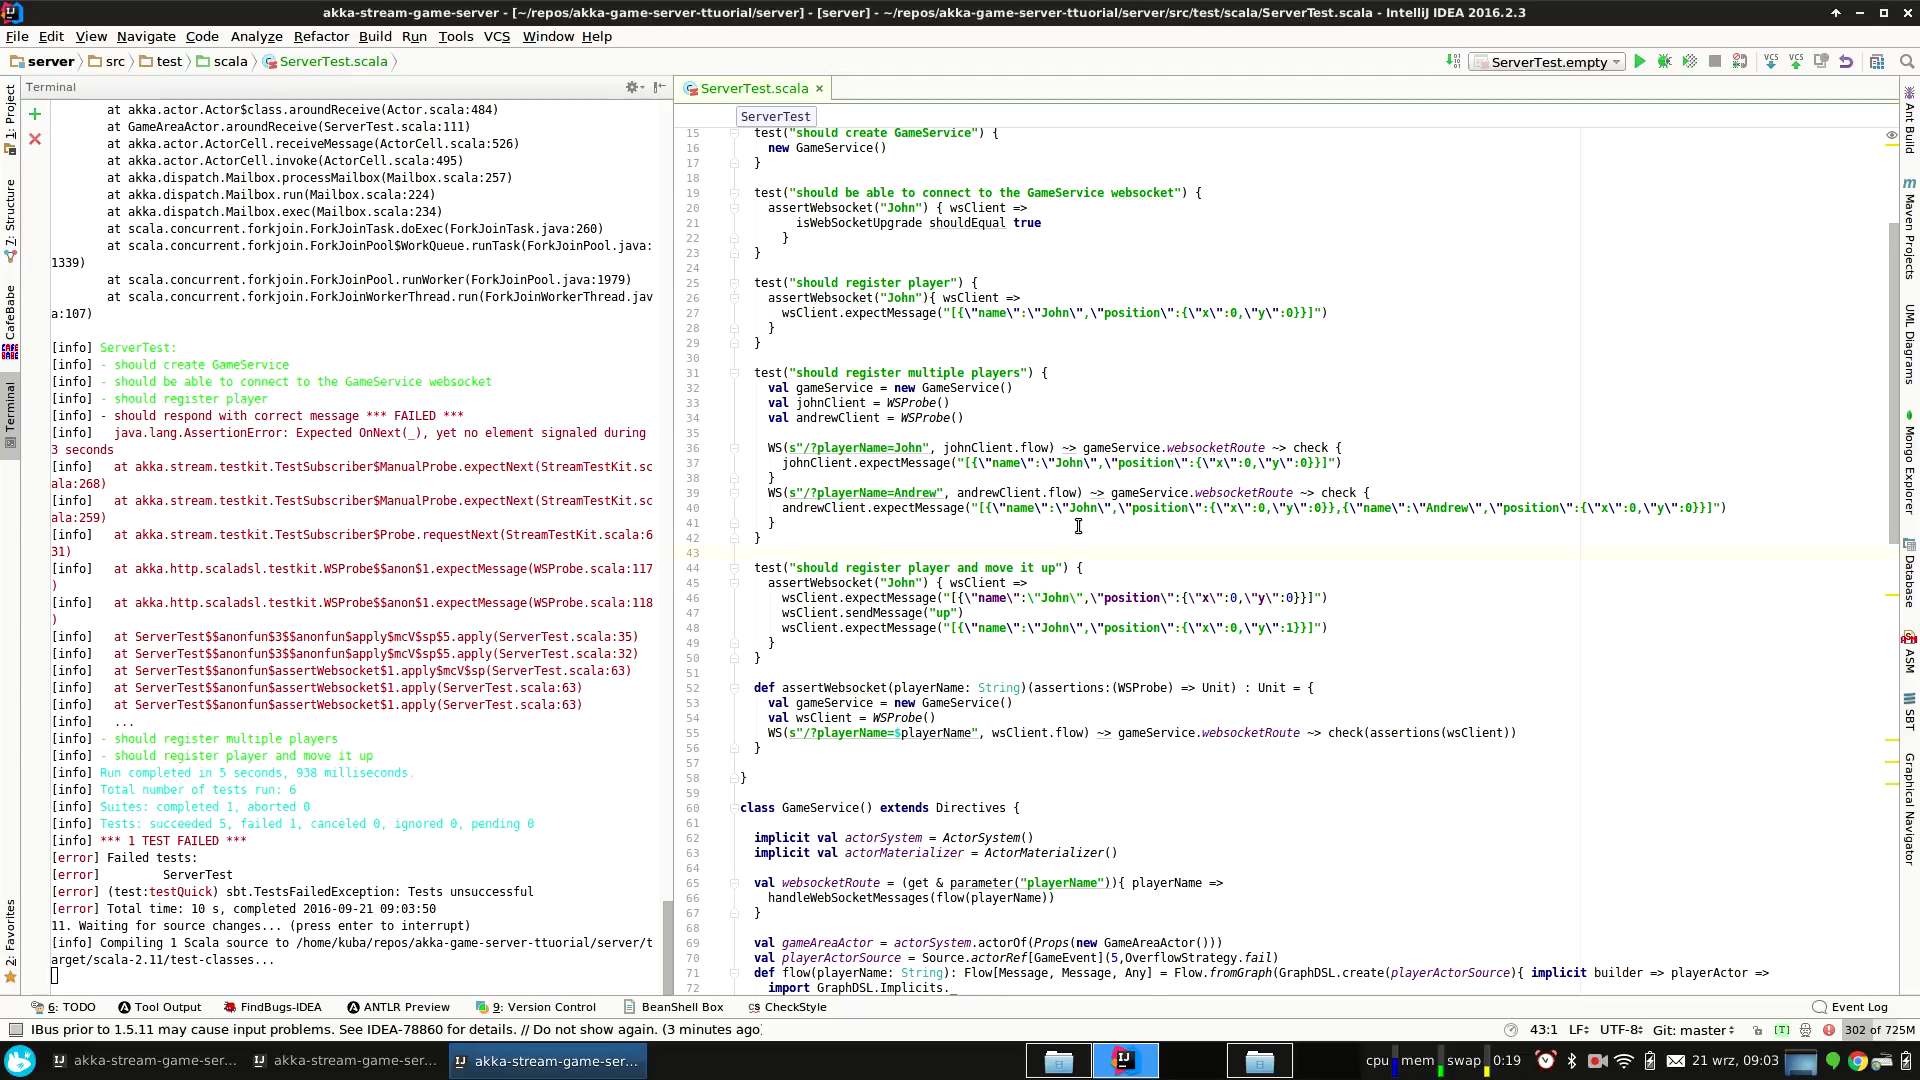 akka-stream-game-server - [~/repos/akka-game-server-ttuorial/server] - [server] - ~/repos/akka-game-server-ttuorial/server/src/test/scala/ServerTest.scala - IntelliJ IDEA 2016.2.3
File Edit View Navigate Code Analyze Refactor Build Run Tools VCS Window Help
server src test scala ServerTest.scala
ServerTest.empty
Terminal
at akka.actor.Actor$class.aroundReceive(Actor.scala:484)
at GameAreaActor.aroundReceive(ServerTest.scala:111)
at akka.actor.ActorCell.receiveMessage(ActorCell.scala:526)
at akka.actor.ActorCell.invoke(ActorCell.scala:495)
at akka.dispatch.Mailbox.processMailbox(Mailbox.scala:257)
at akka.dispatch.Mailbox.run(Mailbox.scala:224)
at akka.dispatch.Mailbox.exec(Mailbox.scala:234)
at scala.concurrent.forkjoin.ForkJoinTask.doExec(ForkJoinTask.java:260)
at scala.concurrent.forkjoin.ForkJoinPool$WorkQueue.runTask(ForkJoinPool.java:
1339)
at scala.concurrent.forkjoin.ForkJoinPool.runWorker(ForkJoinPool.java:1979)
at scala.concurrent.forkjoin.ForkJoinWorkerThread.run(ForkJoinWorkerThread.jav
a:107)
[info] ServerTest:
[info] - should create GameService
[info] - should be able to connect to the GameService websocket
[info] - should register player
[info] - should respond with correct message *** FAILED ***
[info] java.lang.AssertionError: Expected OnNext(_), yet no element signaled during
3 seconds
[info] at akka.stream.testkit.TestSubscriber$ManualProbe.expectNext(StreamTestKit.sc
ala:268)
[info] at akka.stream.testkit.TestSubscriber$ManualProbe.expectNext(StreamTestKit.sc
ala:259)
[info] at akka.stream.testkit.TestSubscriber$Probe.requestNext(StreamTestKit.scala:6
31)
[info] at akka.http.scaladsl.testkit.WSProbe$$anon$1.expectMessage(WSProbe.scala:117
)
[info] at akka.http.scaladsl.testkit.WSProbe$$anon$1.expectMessage(WSProbe.scala:118
)
[info] at ServerTest$$anonfun$3$$anonfun$apply$mcV$sp$5.apply(ServerTest.scala:35)
[info] at ServerTest$$anonfun$3$$anonfun$apply$mcV$sp$5.apply(ServerTest.scala:32)
[info] at ServerTest$$anonfun$assertWebsocket$1.apply$mcV$sp(ServerTest.scala:63)
[info] at ServerTest$$anonfun$assertWebsocket$1.apply(ServerTest.scala:63)
[info] at ServerTest$$anonfun$assertWebsocket$1.apply(ServerTest.scala:63)
[info] ...
[info] - should register multiple players
[info] - should register player and move it up
[info] Run completed in 5 seconds, 938 milliseconds.
[info] Total number of tests run: 6
[info] Suites: completed 1, aborted 0
[info] Tests: succeeded 5, failed 1, canceled 0, ignored 0, pending 0
[info] *** 1 TEST FAILED ***
[error] Failed tests:
[error] ServerTest
[error] (test:testQuick) sbt.TestsFailedException: Tests unsuccessful
[error] Total time: 10 s, completed 2016-09-21 09:03:50
11. Waiting for source changes... (press enter to interrupt)
[info] Compiling 1 Scala source to /home/kuba/repos/akka-game-server-ttuorial/server/t
arget/scala-2.11/test-classes...
ServerTest.scala
ServerTest
15 test("should create GameService") {
16 new GameService()
17 }
18
19 test("should be able to connect to the GameService websocket") {
20 assertWebsocket("John") { wsClient =>
21 isWebSocketUpgrade shouldEqual true
22 }
23 }
24
25 test("should register player") {
26 assertWebsocket("John"){ wsClient =>
27 wsClient.expectMessage("[{\"name\":\"John\",\"position\":{\"x\":0,\"y\":0}}]")
28 }
29 }
30
31 test("should register multiple players") {
32 val gameService = new GameService()
33 val johnClient = WSProbe()
34 val andrewClient = WSProbe()
35
36 WS(s"/?playerName=John", johnClient.flow) ~> gameService.websocketRoute ~> check {
37 johnClient.expectMessage("[{\"name\":\"John\",\"position\":{\"x\":0,\"y\":0}}]")
38 }
39 WS(s"/?playerName=Andrew", andrewClient.flow) ~> gameService.websocketRoute ~> check {
40 andrewClient.expectMessage("[{\"name\":\"John\",\"position\":{\"x\":0,\"y\":0}},{\"name\":\"Andrew\",\"position\":{\"x\":0,\"y\":0}}]")
41 }
42 }
43
44 test("should register player and move it up") {
45 assertWebsocket("John") { wsClient =>
46 wsClient.expectMessage("[{\"name\":\"John\",\"position\":{\"x\":0,\"y\":0}}]")
47 wsClient.sendMessage("up")
48 wsClient.expectMessage("[{\"name\":\"John\",\"position\":{\"x\":0,\"y\":1}}]")
49 }
50 }
51
52 def assertWebsocket(playerName: String)(assertions:(WSProbe) => Unit) : Unit = {
53 val gameService = new GameService()
54 val wsClient = WSProbe()
55 WS(s"/?playerName=$playerName", wsClient.flow) ~> gameService.websocketRoute ~> check(assertions(wsClient))
56 }
57
58 }
59
60 class GameService() extends Directives {
61
62 implicit val actorSystem = ActorSystem()
63 implicit val actorMaterializer = ActorMaterializer()
64
65 val websocketRoute = (get & parameter("playerName")){ playerName =>
66 handleWebSocketMessages(flow(playerName))
67 }
68
69 val gameAreaActor = actorSystem.actorOf(Props(new GameAreaActor()))
70 val playerActorSource = Source.actorRef[GameEvent](5,OverflowStrategy.fail)
71 def flow(playerName: String): Flow[Message, Message, Any] = Flow.fromGraph(GraphDSL.create(playerActorSource){ implicit builder => playerActor =>
72 import GraphDSL.Implicits._
1: Project
7: Structure
CafeBabe
Terminal
2: Favorites
Ant Build
Maven Projects
UML Diagrams
Mongo Explorer
Database
ASM
SBT
Graphical Navigator
6: TODO Tool Output FindBugs-IDEA ANTLR Preview 9: Version Control BeanShell Box CheckStyle Event Log
IBus prior to 1.5.11 may cause input problems. See IDEA-78860 for details. // Do not show again. (3 minutes ago) 43:1 LF UTF-8 Git: master [T] 302 of 725M
akka-stream-game-ser... akka-stream-game-ser... akka-stream-game-ser... cpu mem swap 0:19 21 wrz, 09:03